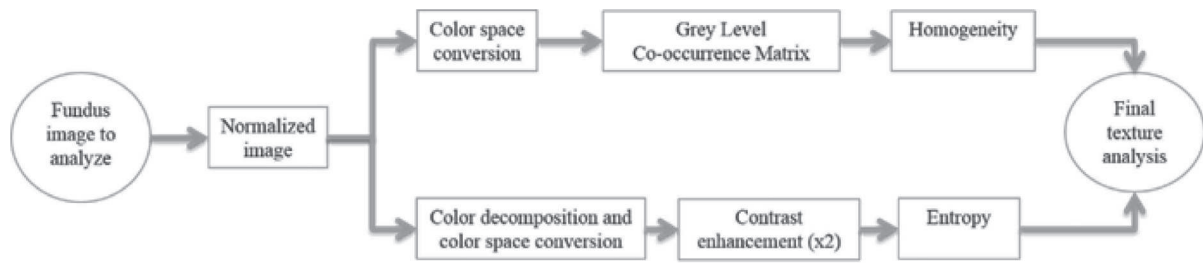 Fundus
image to
analyze
Normalized
image
Color space
conversion
Grey Level
Co-occurrence Matrix
Homogeneity
Color decomposition and
color space conversion
Contrast
enhancement (x2)
Entropy
Final
texture
analysis